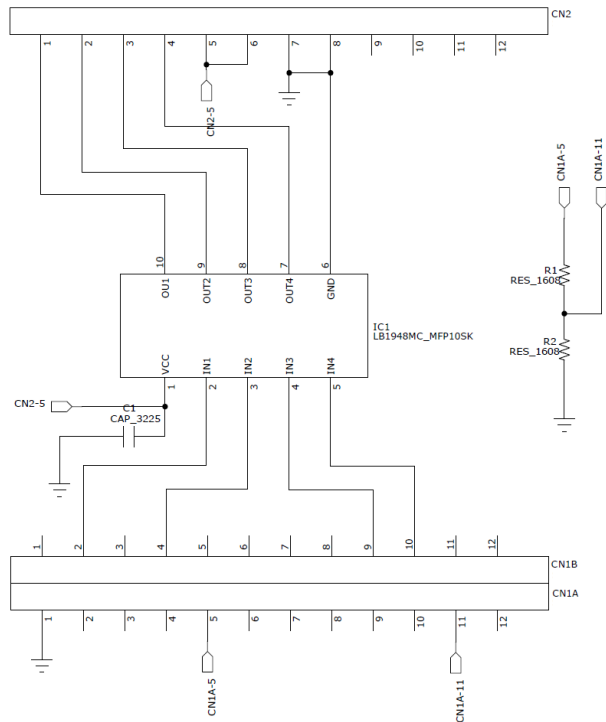 CN2
1 2 3 4 5 6 7 8 9 10 11 12
CN2-5
CN1A-5
CN1A-11
10 9 8 7 6
OU1 OUT2 OUT3 OUT4 GND
R1
RES_1608
IC1
LB1948MC_MFP10SK
R2
RES_1608
VCC IN1 IN2 IN3 IN4
1 2 3 4 5
CN2-5
C1
CAP_3225
1 2 3 4 5 6 7 8 9 10 11 12
CN1B
CN1A
1 2 3 4 5 6 7 8 9 10 11 12
CN1A-5
CN1A-11